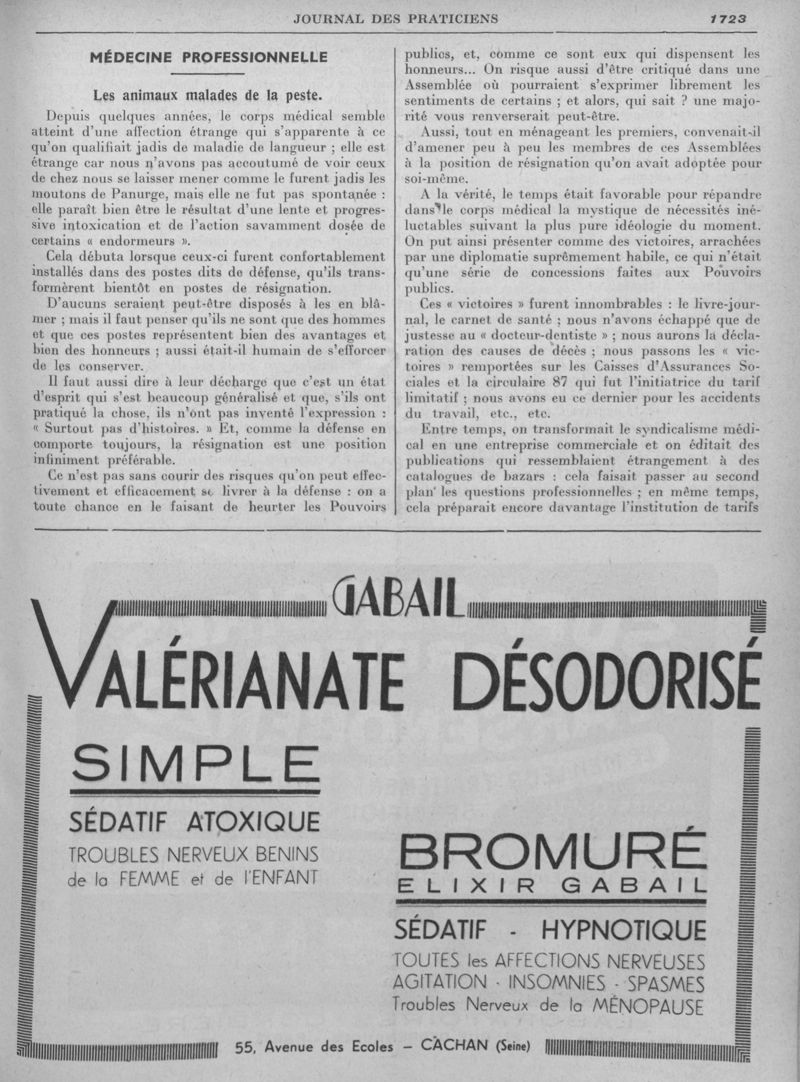 JOURNAL DES PRATICIENS
1723
MÉDECINE PROFESSIONNELLE
Les animaux malades de la peste.
Depuis quelques années, le corps médical semble
atteint d'une affection étrange qui s'apparente à ce
qu'on qualifiait jadis de maladie de langueur ; elle est
étrange car nous n'avons pas accoutumé de voir ceux
de chez nous se laisser mener comme le furent jadis les
moutons de Panurge, mais elle ne fut pas spontanée :
elle paraît bien être le résultat d'une lente et progres-
sive intoxication et de l'action savamment dosée de
certains « endormeurs ».
Cela débuta lorsque ceux-ci furent confortablement
installés dans des postes dits de défense, qu'ils trans-
formèrent bientôt en postes de résignation.
D'aucuns seraient peut-être disposés à les en blâ-
mer ; mais il faut penser qu'ils ne sont que des hommes
et que ces postes représentent bien des avantages et
bien des honneurs ; aussi était-il humain de s'efforcer
de les conserver.
Il faut aussi dire à leur décharge que c'est un état
d'esprit qui s'est beaucoup généralisé et que, s'ils ont
pratiqué la chose, ils n'ont pas inventé l'expression :
« Surtout pas d'histoires. » Et, comme la défense en
comporte toujours, la résignation est une position
infiniment préférable.
Ce n'est pas sans courir des risques qu'on peut effec-
tivement et efficacement se livrer à la défense : on a
toute chance en le faisant de heurter les Pouvoirs
publics, et, comme ce sont eux qui dispensent les
honneurs... On risque aussi d'être critiqué dans une
Assemblée où pourraient s'exprimer librement les
sentiments de certains ; et alors, qui sait ? une majo-
rité vous renverserait peut-être.
Aussi, tout en ménageant les premiers, convenait-il
d'amener peu à peu les membres de ces Assemblées
à la position de résignation qu'on avait adoptée pour
soi-même.
A la vérité, le temps était favorable pour répandre
dans le corps médical la mystique de nécessités iné-
luctables suivant la plus pure idéologie du moment.
On put ainsi présenter comme des victoires, arrachées
par une diplomatie suprêmement habile, ce qui n'était
qu'une série de concessions faites aux Pouvoirs
publics.
Ces « victoires » furent innombrables : le livre-jour-
nal, le carnet de santé ; nous n'avons échappé que de
justesse au « docteur-dentiste » ; nous aurons la décla-
ration des causes de décès ; nous passons les « vic-
toires » remportées sur les Caisses d'Assurances So-
ciales et la circulaire 87 qui fut l'initiatrice du tarif
limitatif ; nous avons eu ce dernier pour les accidents
du travail, etc., etc.
Entre temps, on transformait le syndicalisme médi-
cal en une entreprise commerciale et on éditait des
publications qui ressemblaient étrangement à des
catalogues de bazars : cela faisait passer au second
plan les questions professionnelles ; en même temps,
cela préparait encore davantage l'institution de tarifs
GABAIL
VALÉRIANATE DÉSODORISÉ
SIMPLE
SÉDATIF ATOXIQUE
TROUBLES NERVEUX BENINS
de la FEMME et de l'ENFANT
BROMURÉ
ELIXIR GABAIL
SÉDATIF - HYPNOTIQUE
TOUTES les AFFECTIONS NERVEUSES
AGITATION - INSOMNIES - SPASMES
Troubles Nerveux de la MÉNOPAUSE
55, Avenue des Ecoles – CACHAN (Seine)